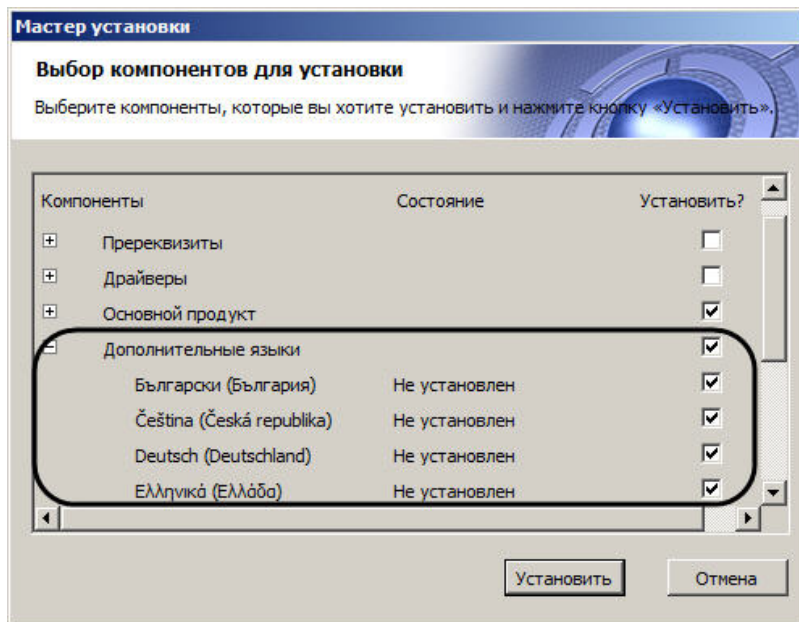 Мастер установки
Выбор компонентов для установки
Выберите компоненты, которые вы хотите установить и нажмите кнопку «Установить».
Компоненты Состояние Установить?
Пререквизиты
Драйверы
Основной продукт
Дополнительные языки
Български (България) Не установлен
Čeština (Česká republika) Не установлен
Deutsch (Deutschland) Не установлен
Ελληνικά (Ελλάδα) Не установлен
Установить Отмена